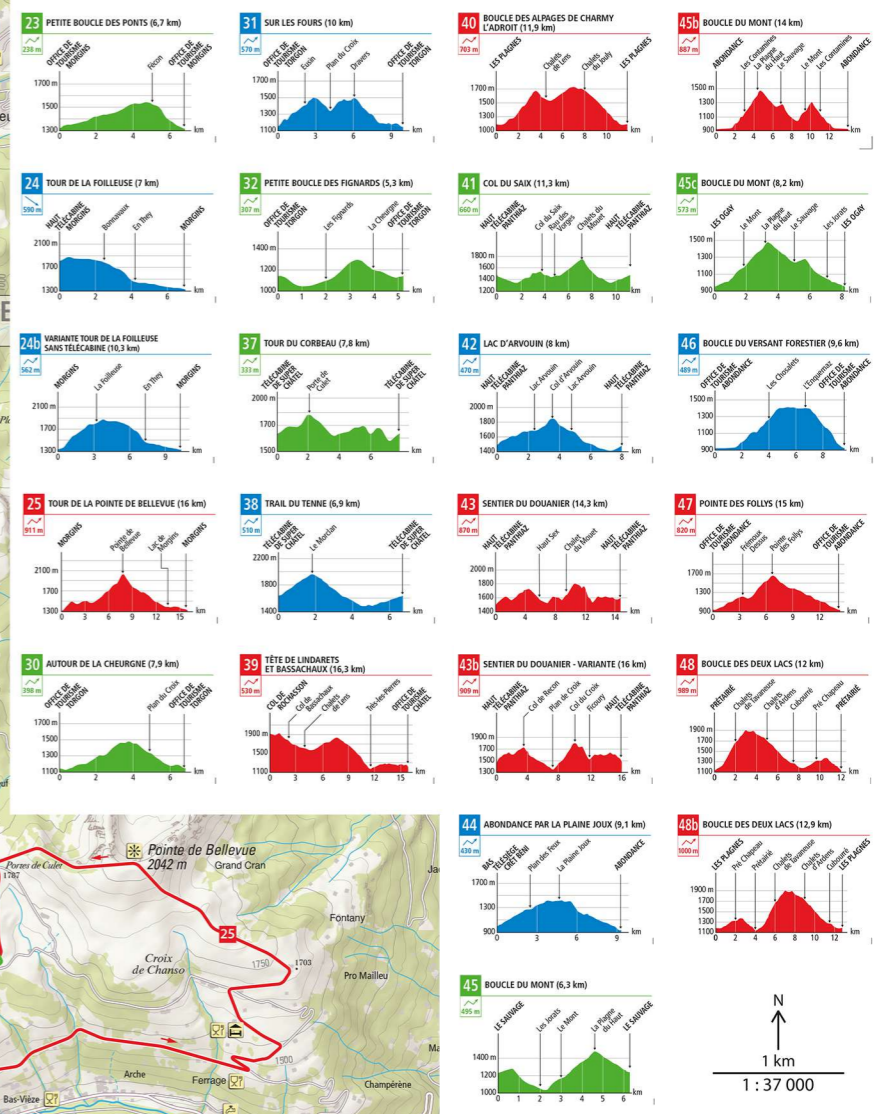 23 PETITE BOUCLE DES PONTS (6,7 km)
238 m
OFFICE DE TOURISME MORGINS
Fécon
OFFICE DE TOURISME MORGINS
1700 m
1500
1300
0 2 4 6 km
31 SUR LES FOURS (10 km)
570 m
OFFICE DE TOURISME TORGON
Eusin
Plan du Croix
Dravers
OFFICE DE TOURISME TORGON
1700 m
1500
1300
1100
0 3 6 9 km
40 BOUCLE DES ALPAGES DE CHARMY
L'ADROIT (11,9 km)
703 m
LES PLAGNES
Chalets de Lens
Chalets du Jouly
LES PLAGNES
1700 m
1500
1300
1000
0 2 4 6 8 10 km
45b BOUCLE DU MONT (14 km)
887 m
ABONDANCE
Les Contamines
La Plagne du Haut
Le Sauvage
Le Mont
Les Contamines
ABONDANCE
1500 m
1300
1100
900
0 3 6 9 12 km
24 TOUR DE LA FOILLEUSE (7 km)
590 m
HAUT TÉLÉCABINE MORGINS
Bonnavaux
En They
MORGINS
2100 m
1700
1300
0 2 4 km
32 PETITE BOUCLE DES FIGNARDS (5,3 km)
207 m
OFFICE DE TOURISME TORGON
Les Fignards
La Cheurgne
OFFICE DE TOURISME TORGON
1400 m
1200
1000
0 1 2 3 4 5 km
41 COL DU SAIX (11,3 km)
660 m
HAUT TÉLÉCABINE PANTHIAZ
Col du Saix
Ras des Vorges
Chalets du Mouet
HAUT TÉLÉCABINE PANTHIAZ
1800 m
1600
1400
1200
0 2 4 6 8 10 km
45c BOUCLE DU MONT (8,2 km)
573 m
LES OGAY
Le Mont
La Plagne du Haut
Le Sauvage
Les Jorats
LES OGAY
1500 m
1300
1100
900
0 2 4 6 8 km
24b VARIANTE TOUR DE LA FOILLEUSE
SANS TÉLÉCABINE (10,3 km)
562 m
MORGINS
La Foilleuse
En They
MORGINS
2100 m
1700
1300
0 3 6 9 km
37 TOUR DU CORBEAU (7,8 km)
333 m
TÉLÉCABINE DE SUPER CHÂTEL
Porte de Culet
TÉLÉCABINE DE SUPER CHÂTEL
2000 m
1700
1500
0 2 4 6 km
42 LAC D'ARVOUIN (8 km)
470 m
HAUT TÉLÉCABINE PANTHIAZ
Lac Arvouin
Col d'Arvouin
Lac Arvouin
HAUT TÉLÉCABINE PANTHIAZ
2000 m
1800
1600
1400
0 2 4 6 8 km
46 BOUCLE DU VERSANT FORESTIER (9,6 km)
489 m
OFFICE DE TOURISME ABONDANCE
Les Chosalets
L'Enquernaz
OFFICE DE TOURISME ABONDANCE
1500 m
1300
1100
900
0 2 4 6 8 km
25 TOUR DE LA POINTE DE BELLEVUE (16 km)
911 m
MORGINS
Pointe de Bellevue
Lac de Morgins
MORGINS
2100 m
1700
1300
0 3 6 9 12 15 km
38 TRAIL DU TENNE (6,9 km)
510 m
TÉLÉCABINE DE SUPER CHÂTEL
Le Morclan
TÉLÉCABINE DE SUPER CHÂTEL
2200 m
1800
1400
0 2 4 6 km
43 SENTIER DU DOUANIER (14,3 km)
870 m
HAUT TÉLÉCABINE PANTHIAZ
Haut Sex
Chalet du Mouet
HAUT TÉLÉCABINE PANTHIAZ
2000 m
1800
1600
1400
0 2 4 6 8 10 12 14 km
47 POINTE DES FOLLYS (15 km)
820 m
OFFICE DE TOURISME ABONDANCE
Frémoux Dessus
Pointe des Follys
OFFICE DE TOURISME ABONDANCE
1700 m
1300
900
0 2 4 6 8 10 12 14 km
30 AUTOUR DE LA CHEURGNE (7,9 km)
398 m
OFFICE DE TOURISME TORGON
Plan du Croix
OFFICE DE TOURISME TORGON
1700 m
1500
1300
1100
2 4 6 km
39 TÊTE DE LINDARETS
ET BASSACHAUX (16,3 km)
530 m
COL DE ROCHASSON
Col de Bassachaux
Chalets de Lens
Très-les-Pierres
OFFICE DE TOURISME CHÂTEL
1900 m
1500
1100
0 3 6 9 12 15 km
43b SENTIER DU DOUANIER - VARIANTE (16 km)
909 m
HAUT TÉLÉCABINE PANTHIAZ
Col de Recon
Plan de Croix
Col du Croix
Ficoury
HAUT TÉLÉCABINE PANTHIAZ
1900 m
1700
1500
1300
0 4 8 12 16 km
48 BOUCLE DES DEUX LACS (12 km)
989 m
PRÉTAIRIÉ
Chalets de Tavaneuse
Chalets d'Ardens
Cubourré
Pré Chapeau
PRÉTAIRIÉ
1900 m
1700
1500
1300
1100
0 2 4 6 8 10 12 km
44 ABONDANCE PAR LA PLAINE JOUX (9,1 km)
430 m
BAS TÉLÉSIÈGE CRÊT BÉNI
Plan des Feux
La Plaine Joux
ABONDANCE
1700 m
1300
900
3 6 9 km
48b BOUCLE DES DEUX LACS (12,9 km)
1000 m
LES PLAGNES
Pré Chapeau
Prétairié
Chalets de Tavaneuse
Chalets d'Ardens
Cubourré
LES PLAGNES
1900 m
1700
1500
1300
1100
0 2 4 6 8 10 12 km
45 BOUCLE DU MONT (6,3 km)
495 m
LE SAUVAGE
Les Jorats
Le Mont
La Plagne du Haut
LE SAUVAGE
1400 m
1200
1000
0 1 2 3 4 5 6 km
N
1 km
1 : 37 000
Portes de Culet
1787
Pointe de Bellevue
2042 m
Grand Cran
25
Fontany
Croix
de Chanso
1750
1703
Pro Mailleu
1500
Arche
Ferrage
Champérène
Bas-Vièze